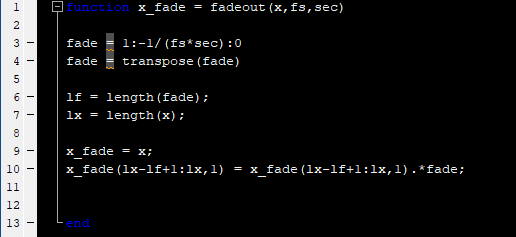 1 function x_fade = fadeout(x,fs,sec)
2
3 fade = 1:-1/(fs*sec):0
4 fade = transpose(fade)
5
6 lf = length(fade);
7 lx = length(x);
8
9 x_fade = x;
10 x_fade(lx-lf+1:lx,1) = x_fade(lx-lf+1:lx,1).*fade;
11
12
13 end